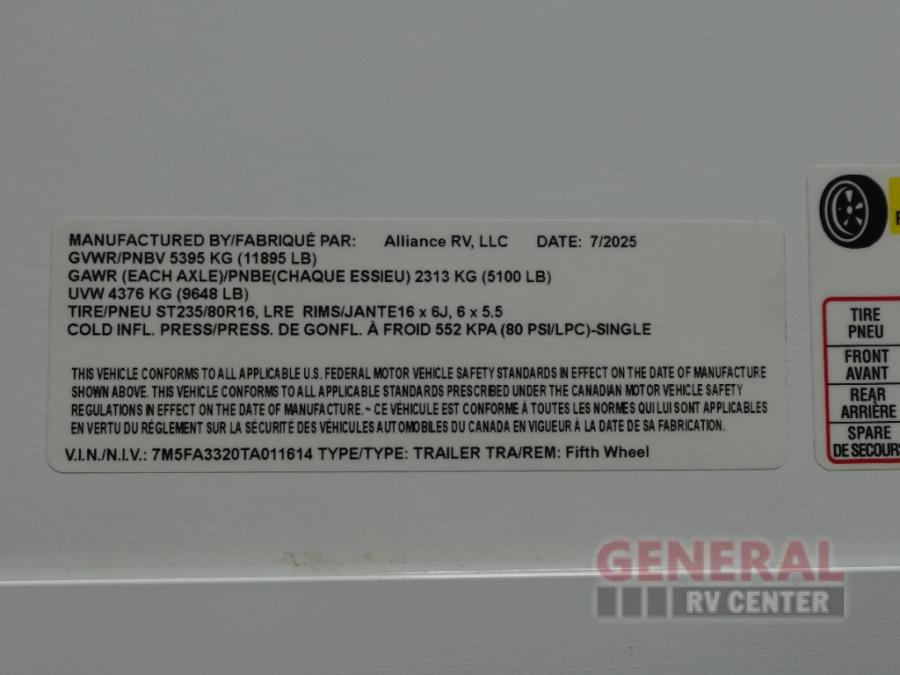 MANUFACTURED BY/FABRIQUÉ PAR: Alliance RV, LLC DATE: 7/2025
GVWR/PNBV 5395 KG (11895 LB)
GAWR (EACH AXLE)/PNBE(CHAQUE ESSIEU) 2313 KG (5100 LB)
UVW 4376 KG (9648 LB)
TIRE/PNEU ST235/80R16, LRE RIMS/JANTE16 x 6J, 6 x 5.5
COLD INFL. PRESS/PRESS. DE GONFL. À FROID 552 KPA (80 PSI/LPC)-SINGLE
THIS VEHICLE CONFORMS TO ALL APPLICABLE U.S. FEDERAL MOTOR VEHICLE SAFETY STANDARDS IN EFFECT ON THE DATE OF MANUFACTURE
SHOWN ABOVE. THIS VEHICLE CONFORMS TO ALL APPLICABLE STANDARDS PRESCRIBED UNDER THE CANADIAN MOTOR VEHICLE SAFETY
REGULATIONS IN EFFECT ON THE DATE OF MANUFACTURE. ~ CE VÉHICULE EST CONFORME À TOUTES LES NORMES QUI LUI SONT APPLICABLES
EN VERTU DU RÉGLEMENT SUR LA SÉCURITÉ DES VÉHICULES AUTOMOBILES DU CANADA EN VIGUEUR À LA DATE DE SA FABRICATION.
V.I.N./N.I.V.: 7M5FA3320TA011614 TYPE/TYPE: TRAILER TRA/REM: Fifth Wheel
TIRE
PNEU
FRONT
AVANT
REAR
ARRIÈRE
SPARE
DE SECOURS
GENERAL
RV CENTER